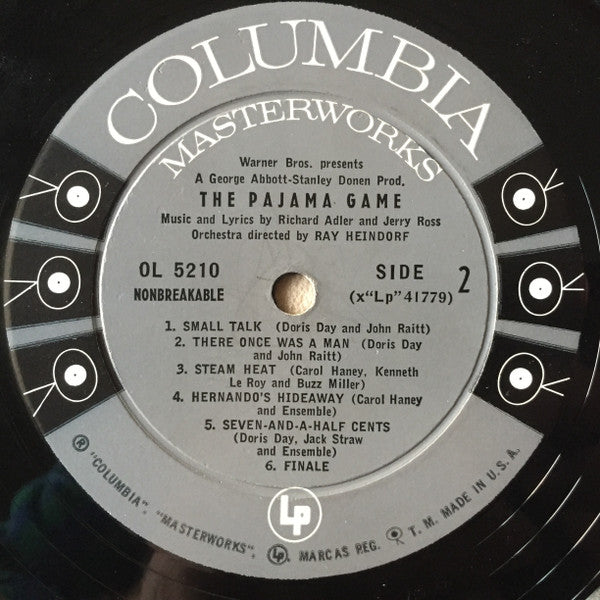 COLUMBIA
MASTERWORKS
Warner Bros. presents
A George Abbott-Stanley Donen Prod.
THE PAJAMA GAME
Music and Lyrics by Richard Adler and Jerry Ross
Orchestra directed by RAY HEINDORF
OL 5210 SIDE 2
NONBREAKABLE (x"Lp" 41779)
1. SMALL TALK (Doris Day and John Raitt)
2. THERE ONCE WAS A MAN (Doris Day
and John Raitt)
3. STEAM HEAT (Carol Haney, Kenneth
Le Roy and Buzz Miller)
4. HERNANDO'S HIDEAWAY (Carol Haney
and Ensemble)
5. SEVEN-AND-A-HALF CENTS
(Doris Day, Jack Straw
and Ensemble)
6. FINALE
LP
® "COLUMBIA", "MASTERWORKS", LP, MARCAS REG. T. M. MADE IN U. S. A.